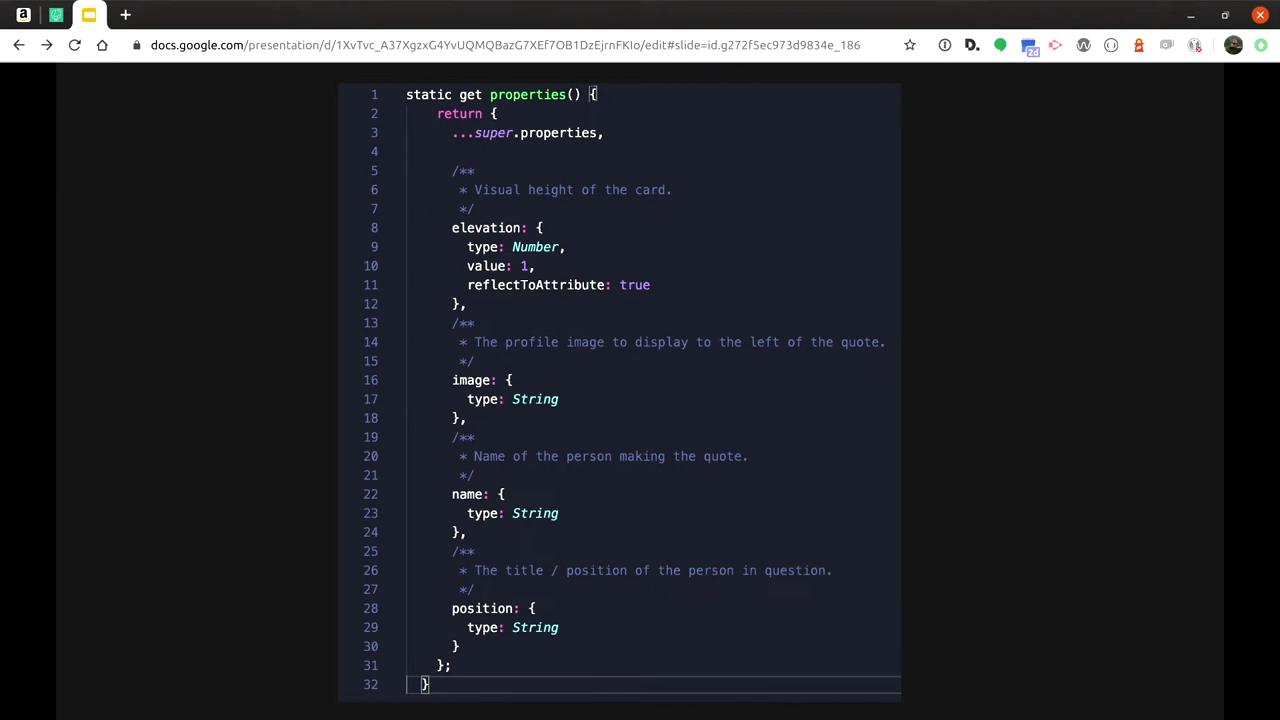 docs.google.com/presentation/d/1XvTvc_A37XgzxG4YvUQMQBazG7XEf7OB1DzEjrnFKIo/edit#slide=id.g272f5ec973d9834e_186
2d
1 static get properties() {
2 return {
3 ...super.properties,
4
5 /**
6 * Visual height of the card.
7 */
8 elevation: {
9 type: Number,
10 value: 1,
11 reflectToAttribute: true
12 },
13 /**
14 * The profile image to display to the left of the quote.
15 */
16 image: {
17 type: String
18 },
19 /**
20 * Name of the person making the quote.
21 */
22 name: {
23 type: String
24 },
25 /**
26 * The title / position of the person in question.
27 */
28 position: {
29 type: String
30 }
31 };
32 }